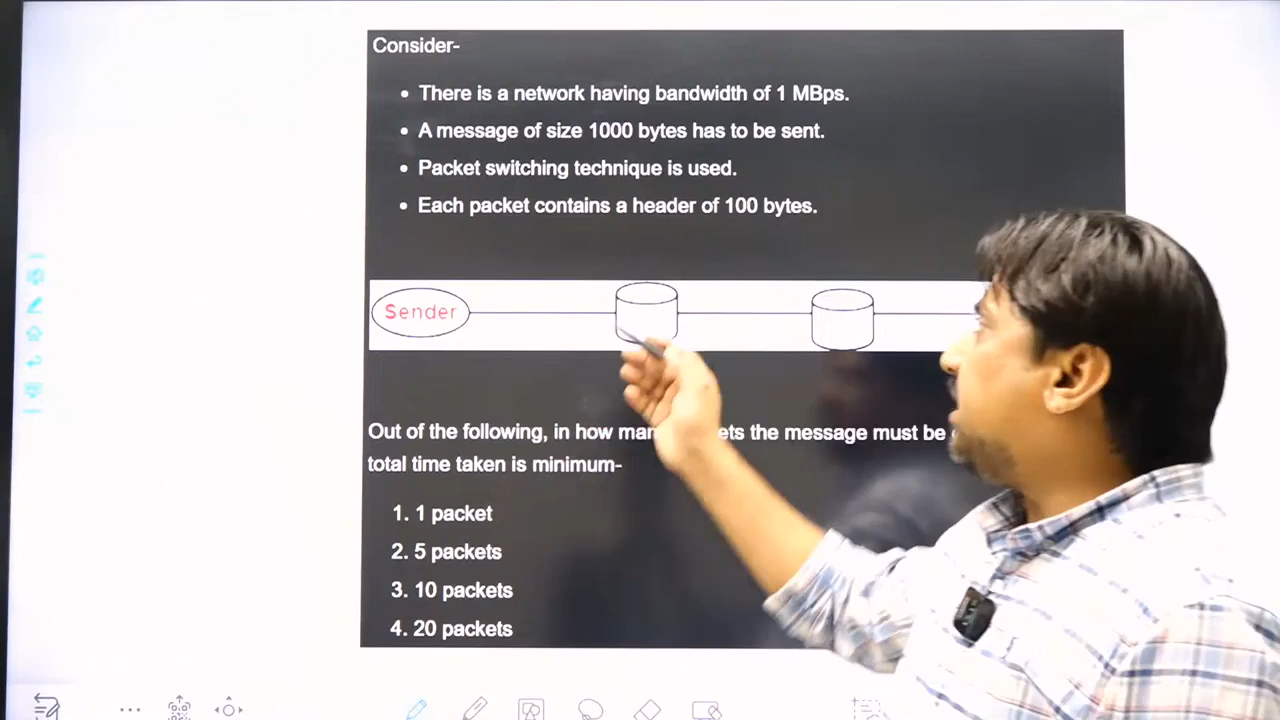 Consider-
• There is a network having bandwidth of 1 MBps.
• A message of size 1000 bytes has to be sent.
• Packet switching technique is used.
• Each packet contains a header of 100 bytes.
Sender
Out of the following, in how the message must be
total time taken is minimum-
1. 1 packet
2. 5 packets
3. 10 packets
4. 20 packets